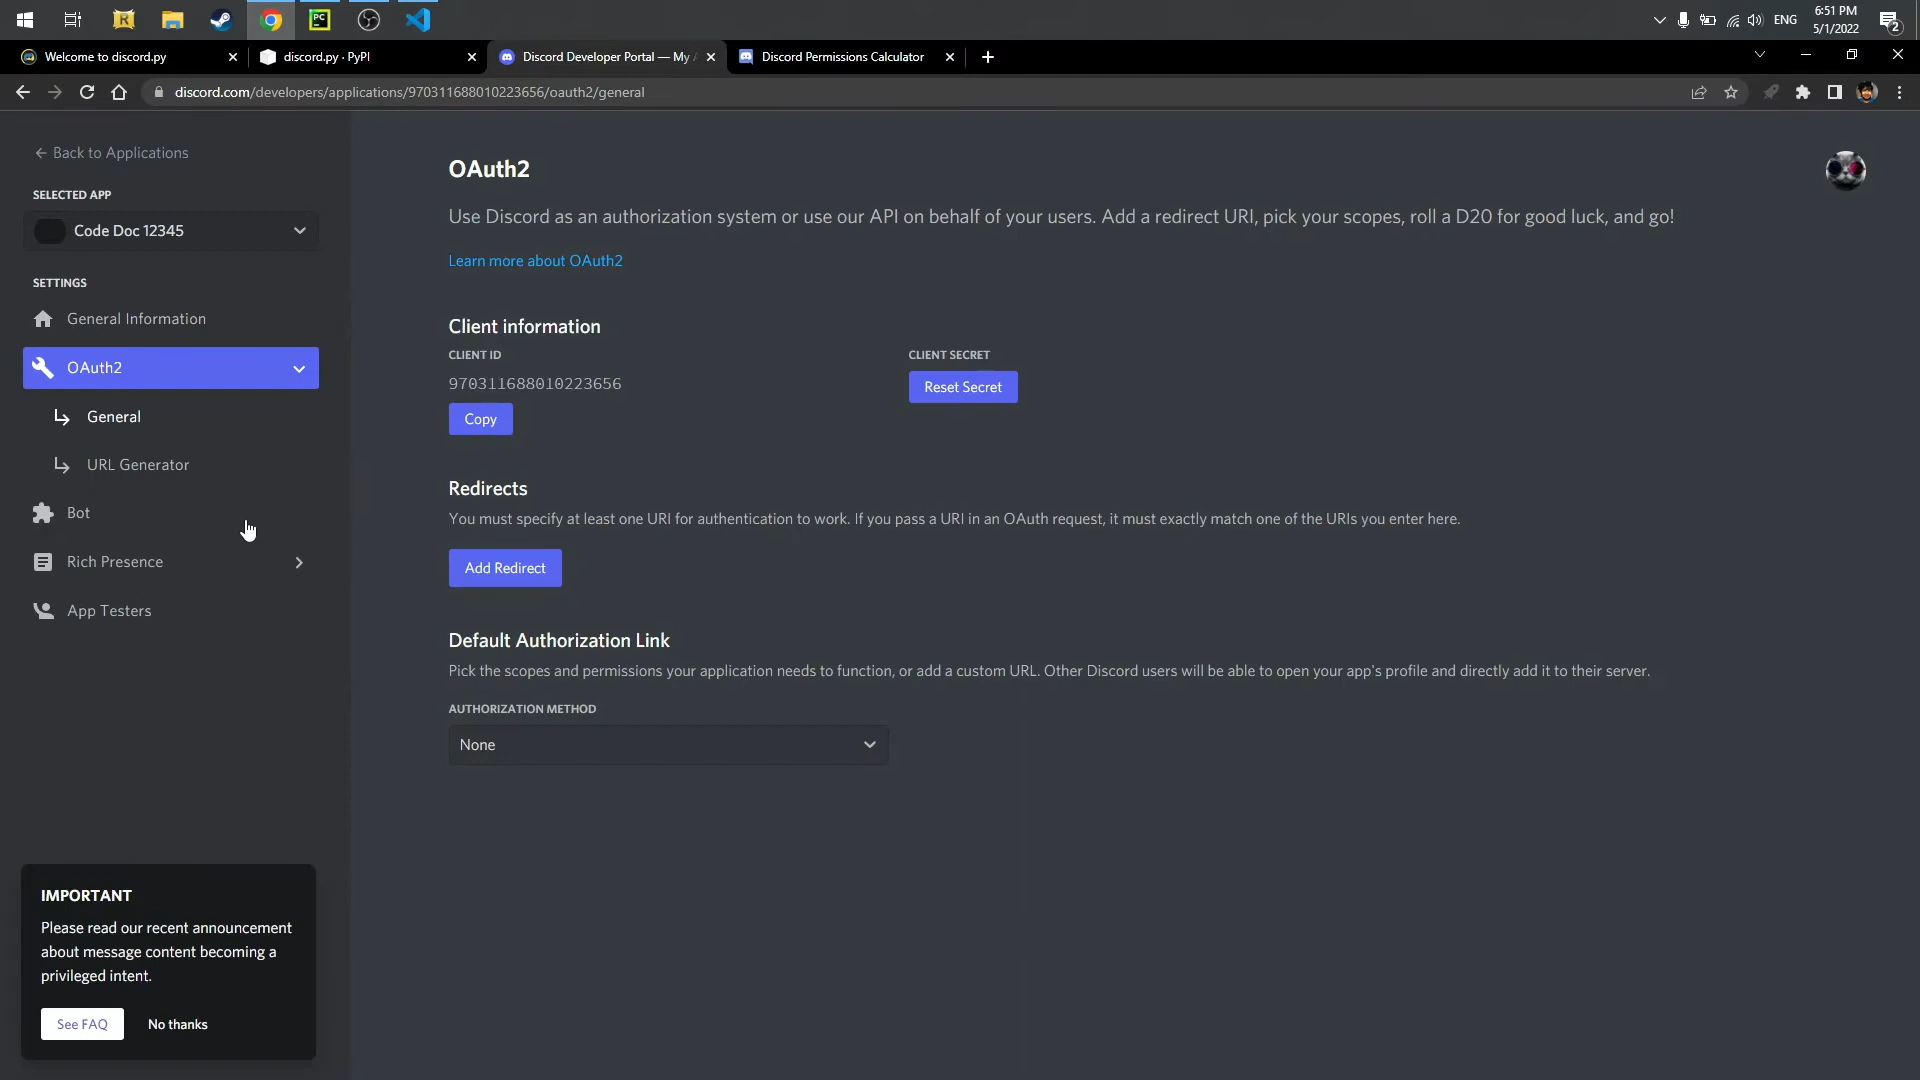 ENG
6:51 PM
5/1/2022
2
Welcome to discord.py
discord.py · PyPI
Discord Developer Portal — My A
Discord Permissions Calculator
discord.com/developers/applications/970311688010223656/oauth2/general
Back to Applications
SELECTED APP
Code Doc 12345
SETTINGS
General Information
OAuth2
General
URL Generator
Bot
Rich Presence
App Testers
IMPORTANT
Please read our recent announcement
about message content becoming a
privileged intent.
See FAQ
No thanks
OAuth2
Use Discord as an authorization system or use our API on behalf of your users. Add a redirect URI, pick your scopes, roll a D20 for good luck, and go!
Learn more about OAuth2
Client information
CLIENT ID
970311688010223656
Copy
CLIENT SECRET
Reset Secret
Redirects
You must specify at least one URI for authentication to work. If you pass a URI in an OAuth request, it must exactly match one of the URIs you enter here.
Add Redirect
Default Authorization Link
Pick the scopes and permissions your application needs to function, or add a custom URL. Other Discord users will be able to open your app's profile and directly add it to their server.
AUTHORIZATION METHOD
None